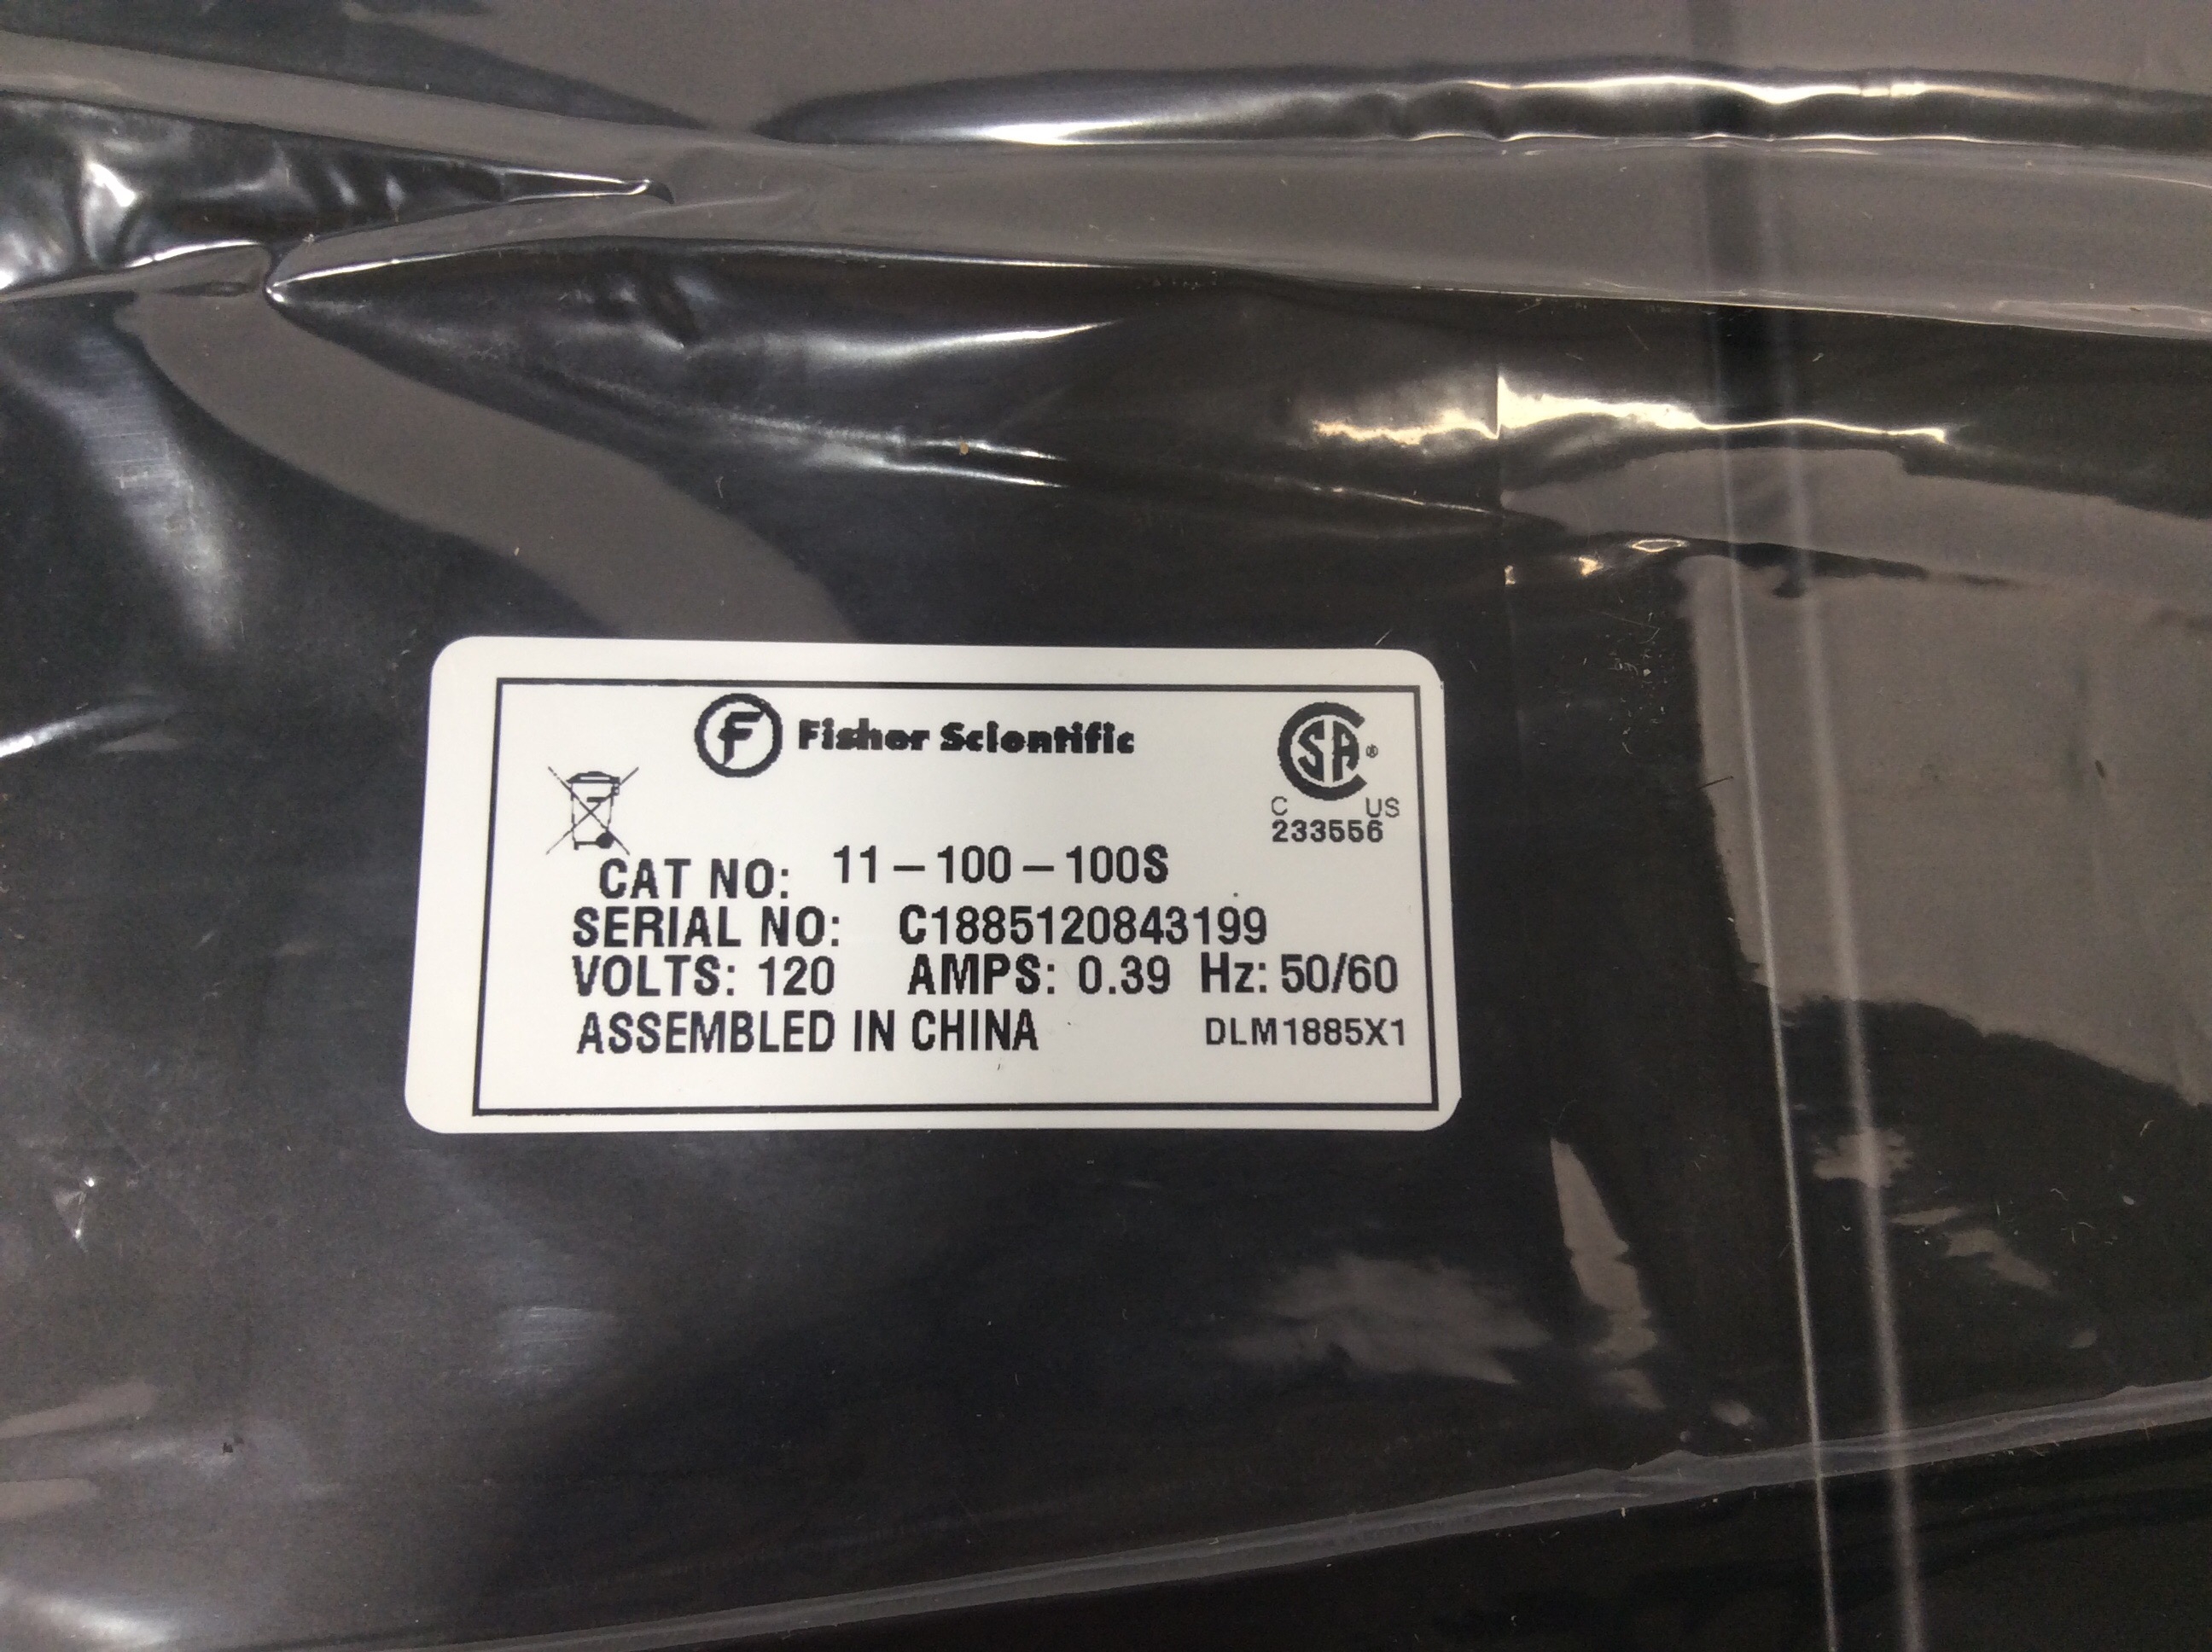 F Fisher Scientific
CSA®
C US
233556
CAT NO: 11-100-100S
SERIAL NO: C1885120843199
VOLTS: 120 AMPS: 0.39 Hz: 50/60
ASSEMBLED IN CHINA DLM1885X1